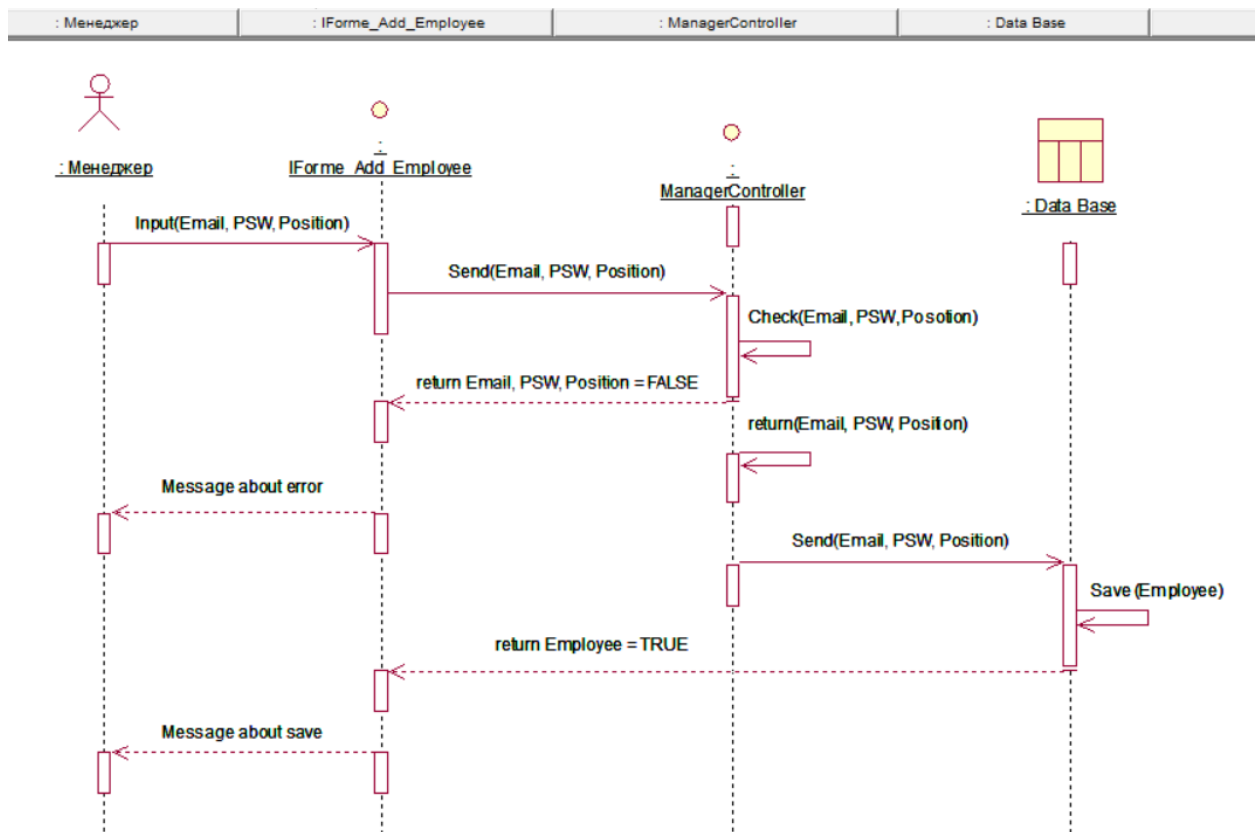 : Менеджер
: IForme_Add_Employee
: ManagerController
: Data Base
: Менеджер
:
IForme_Add_Employee
:
ManagerController
: Data Base
Input(Email, PSW, Position)
Send(Email, PSW, Position)
Check(Email, PSW, Posotion)
return Email, PSW, Position = FALSE
return(Email, PSW, Position)
Message about error
Send(Email, PSW, Position)
Save (Employee)
return Employee = TRUE
Message about save